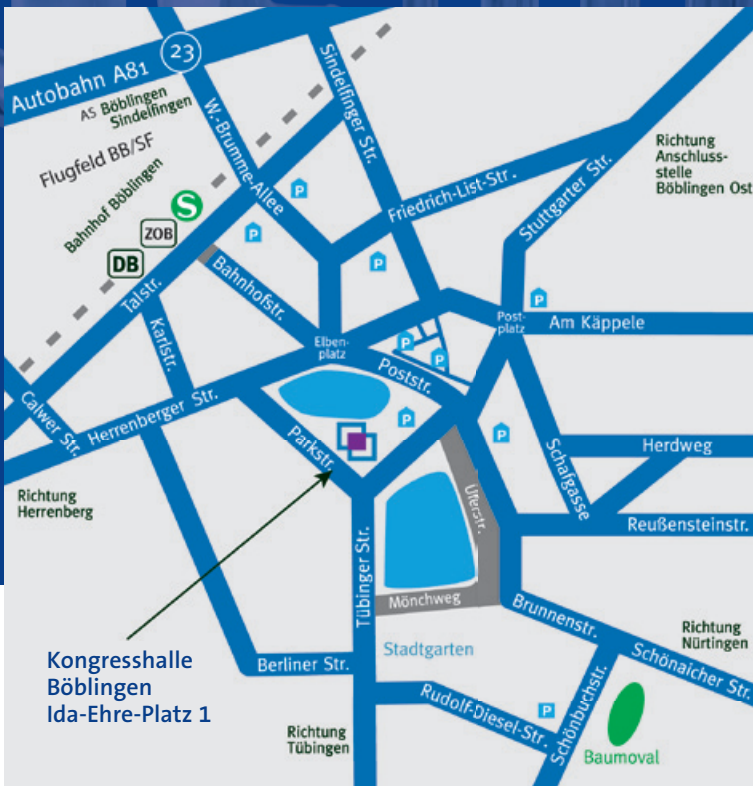 Autobahn A81
23
AS Böblingen
Sindelfingen
Flugfeld BB/SF
Bahnhof Böblingen
S
ZOB
DB
W.-Brumme-Allee
Sindelfinger Str.
Friedrich-List-Str.
Stuttgarter Str.
Richtung
Anschluss-
stelle
Böblingen Ost
P
P
P
P
P
P
P
P
Talstr.
Bahnhofstr.
Karlstr.
Elben-
platz
Post-
platz
Am Käppele
Poststr.
Calwer Str.
Herrenberger Str.
Parkstr.
Schafgasse
Herdweg
Richtung
Herrenberg
Uferstr.
Reußensteinstr.
Tübinger Str.
Mönchweg
Brunnenstr.
Richtung
Nürtingen
Schönaicher Str.
Kongresshalle
Böblingen
Ida-Ehre-Platz 1
Berliner Str.
Stadtgarten
Rudolf-Diesel-Str.
P
Schönbuchstr.
Baumoval
Richtung
Tübingen